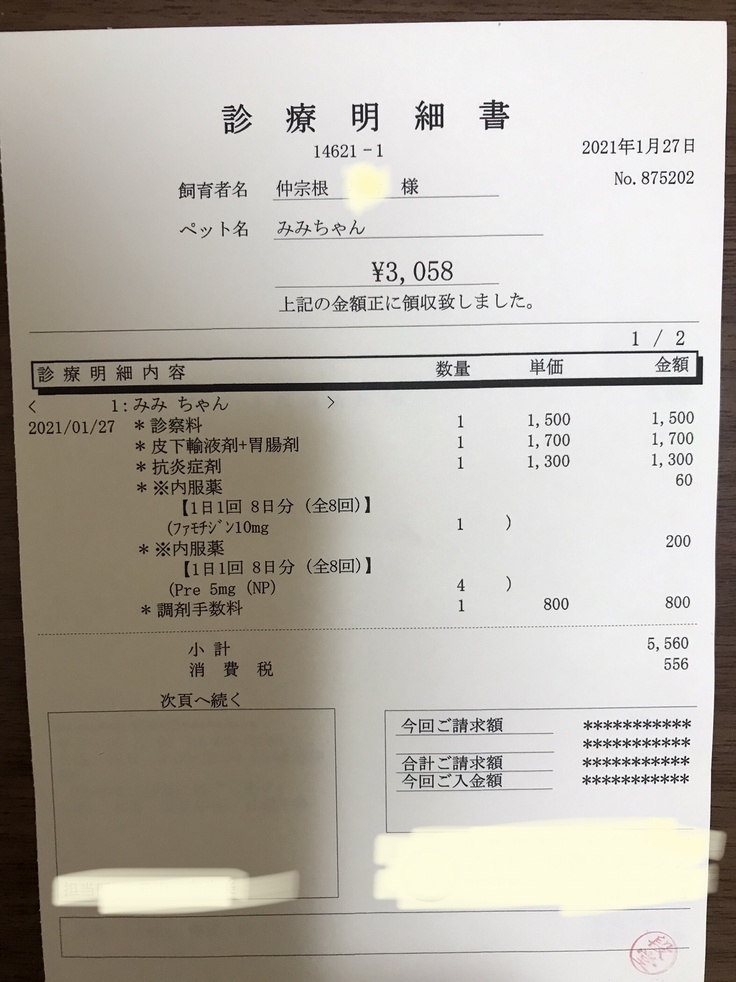 診療明細書
14621-1
2021年1月27日
No.875202
飼育者名 仲宗根 様
ペット名 みみちゃん
¥3,058
上記の金額正に領収致しました。
1 / 2
診療明細内容 数量 単価 金額
< 1:みみ ちゃん >
2021/01/27 *診察料 1 1,500 1,500
*皮下輸液剤+胃腸剤 1 1,700 1,700
*抗炎症剤 1 1,300 1,300
*※内服薬 60
【1日1回 8日分 (全8回)】
(ファモチジン10mg 1 )
*※内服薬 200
【1日1回 8日分 (全8回)】
(Pre 5mg (NP) 4 )
*調剤手数料 1 800 800
小計 5,560
消費税 556
次頁へ続く
今回ご請求額 ***********
***********
合計ご請求額 ***********
今回ご入金額 ***********